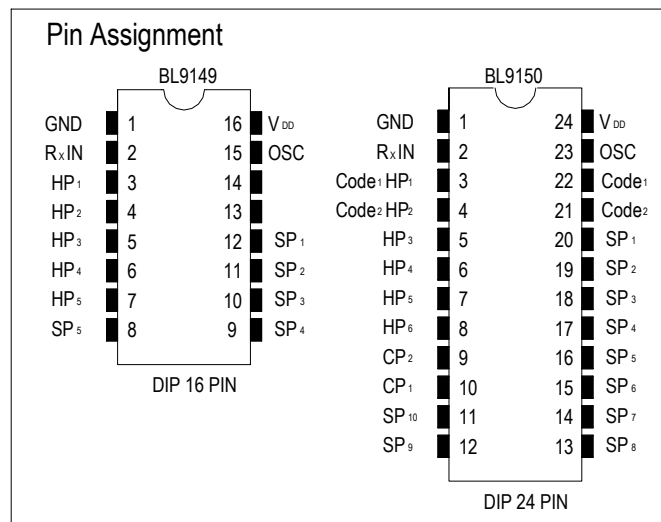 Pin Assignment
BL9149
GND 1 16 VDD
RxIN 2 15 OSC
HP1 3 14
HP2 4 13
HP3 5 12 SP1
HP4 6 11 SP2
HP5 7 10 SP3
SP5 8 9 SP4
DIP 16 PIN
BL9150
GND 1 24 VDD
RxIN 2 23 OSC
Code1 HP1 3 22 Code1
Code2 HP2 4 21 Code2
HP3 5 20 SP1
HP4 6 19 SP2
HP5 7 18 SP3
HP6 8 17 SP4
CP2 9 16 SP5
CP1 10 15 SP6
SP10 11 14 SP7
SP9 12 13 SP8
DIP 24 PIN